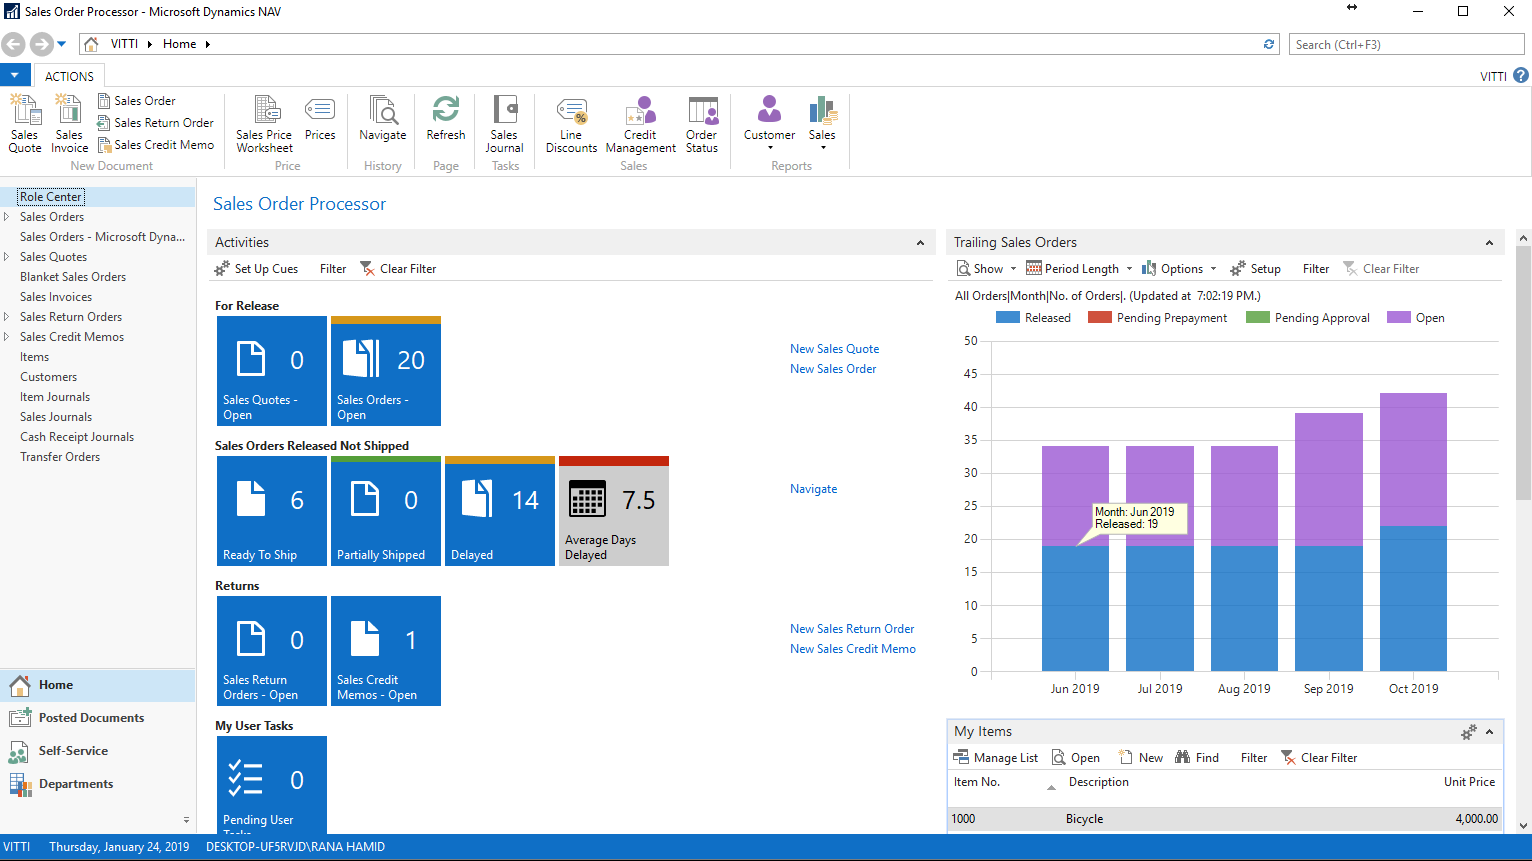 Sales Order Processor - Microsoft Dynamics NAV
VITTI
Home
Search (Ctrl+F3)
ACTIONS
VITTI
Sales Quote
Sales Invoice
Sales Order
Sales Return Order
Sales Credit Memo
New Document
Sales Price Worksheet
Prices
Price
Navigate
History
Refresh
Page
Sales Journal
Tasks
Line Discounts
Credit Management
Order Status
Sales
Customer
Sales
Reports
Role Center
Sales Orders
Sales Orders - Microsoft Dyna...
Sales Quotes
Blanket Sales Orders
Sales Invoices
Sales Return Orders
Sales Credit Memos
Items
Customers
Item Journals
Sales Journals
Cash Receipt Journals
Transfer Orders
Home
Posted Documents
Self-Service
Departments
Sales Order Processor
Activities
Set Up Cues
Filter
Clear Filter
For Release
0
Sales Quotes -
Open
20
Sales Orders -
Open
New Sales Quote
New Sales Order
Sales Orders Released Not Shipped
6
Ready To Ship
0
Partially Shipped
14
Delayed
7.5
Average Days
Delayed
Navigate
Returns
0
Sales Return
Orders - Open
1
Sales Credit
Memos - Open
New Sales Return Order
New Sales Credit Memo
My User Tasks
0
Pending User
Tasks
Trailing Sales Orders
Show
Period Length
Options
Setup
Filter
Clear Filter
All Orders|Month|No. of Orders|. (Updated at  7:02:19 PM.)
Released
Pending Prepayment
Pending Approval
Open
50
45
40
35
30
25
20
15
10
5
0
Month: Jun 2019
Released: 19
Jun 2019
Jul 2019
Aug 2019
Sep 2019
Oct 2019
My Items
Manage List
Open
New
Find
Filter
Clear Filter
Item No.
Description
Unit Price
1000
Bicycle
4,000.00
VITTI
Thursday, January 24, 2019
DESKTOP-UF5RVJD\RANA HAMID